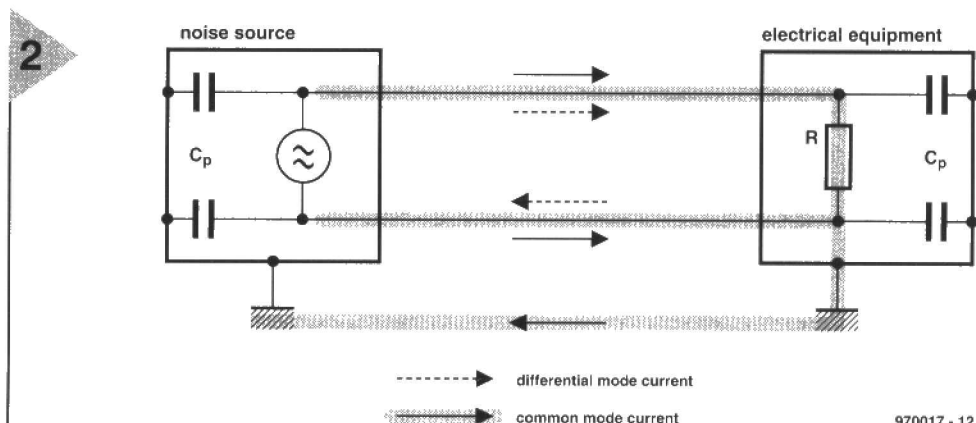 2
noise source
electrical equipment
Cp
R
Cp
differential mode current
common mode current
970017 - 12